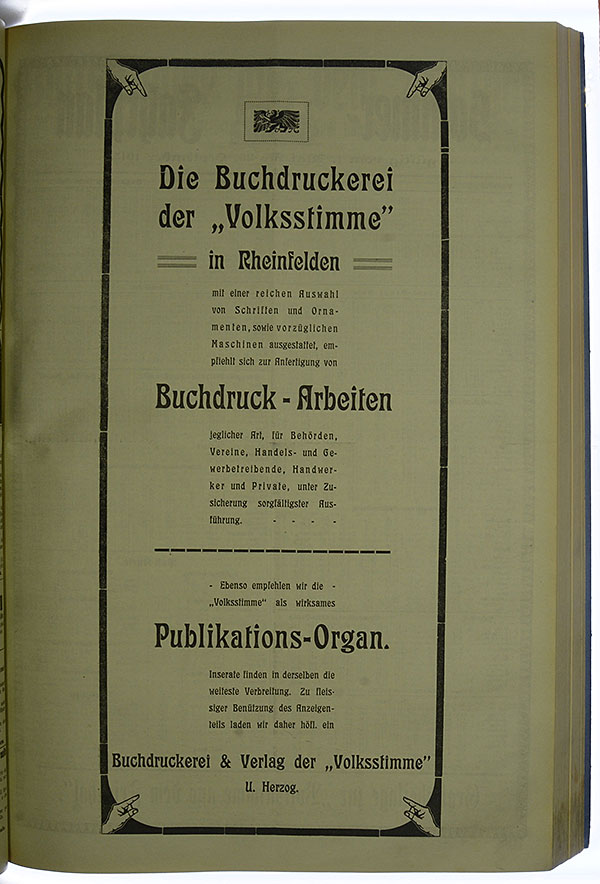 Die Buchdruckerei
der „Volksstimme”
in Rheinfelden
mit einer reichen Auswahl
von Schriften und Orna-
menten, sowie vorzüglichen
Maschinen ausgestattet, em-
pfiehlt sich zur Anfertigung von
Buchdruck-Arbeiten
jeglicher Art, für Behörden,
Vereine, Handels- und Ge-
werbetreibende, Handwer-
ker und Private, unter Zu-
sicherung sorgfältigster Aus-
führung. - - - -
- Ebenso empfehlen wir die -
„Volksstimme“ als wirksames
Publikations-Organ.
Inserate finden in derselben die
weiteste Verbreitung. Zu fleis-
siger Benützung des Anzeigen-
teils laden wir daher höfl. ein
Buchdruckerei & Verlag der „Volksstimme”
U. Herzog.